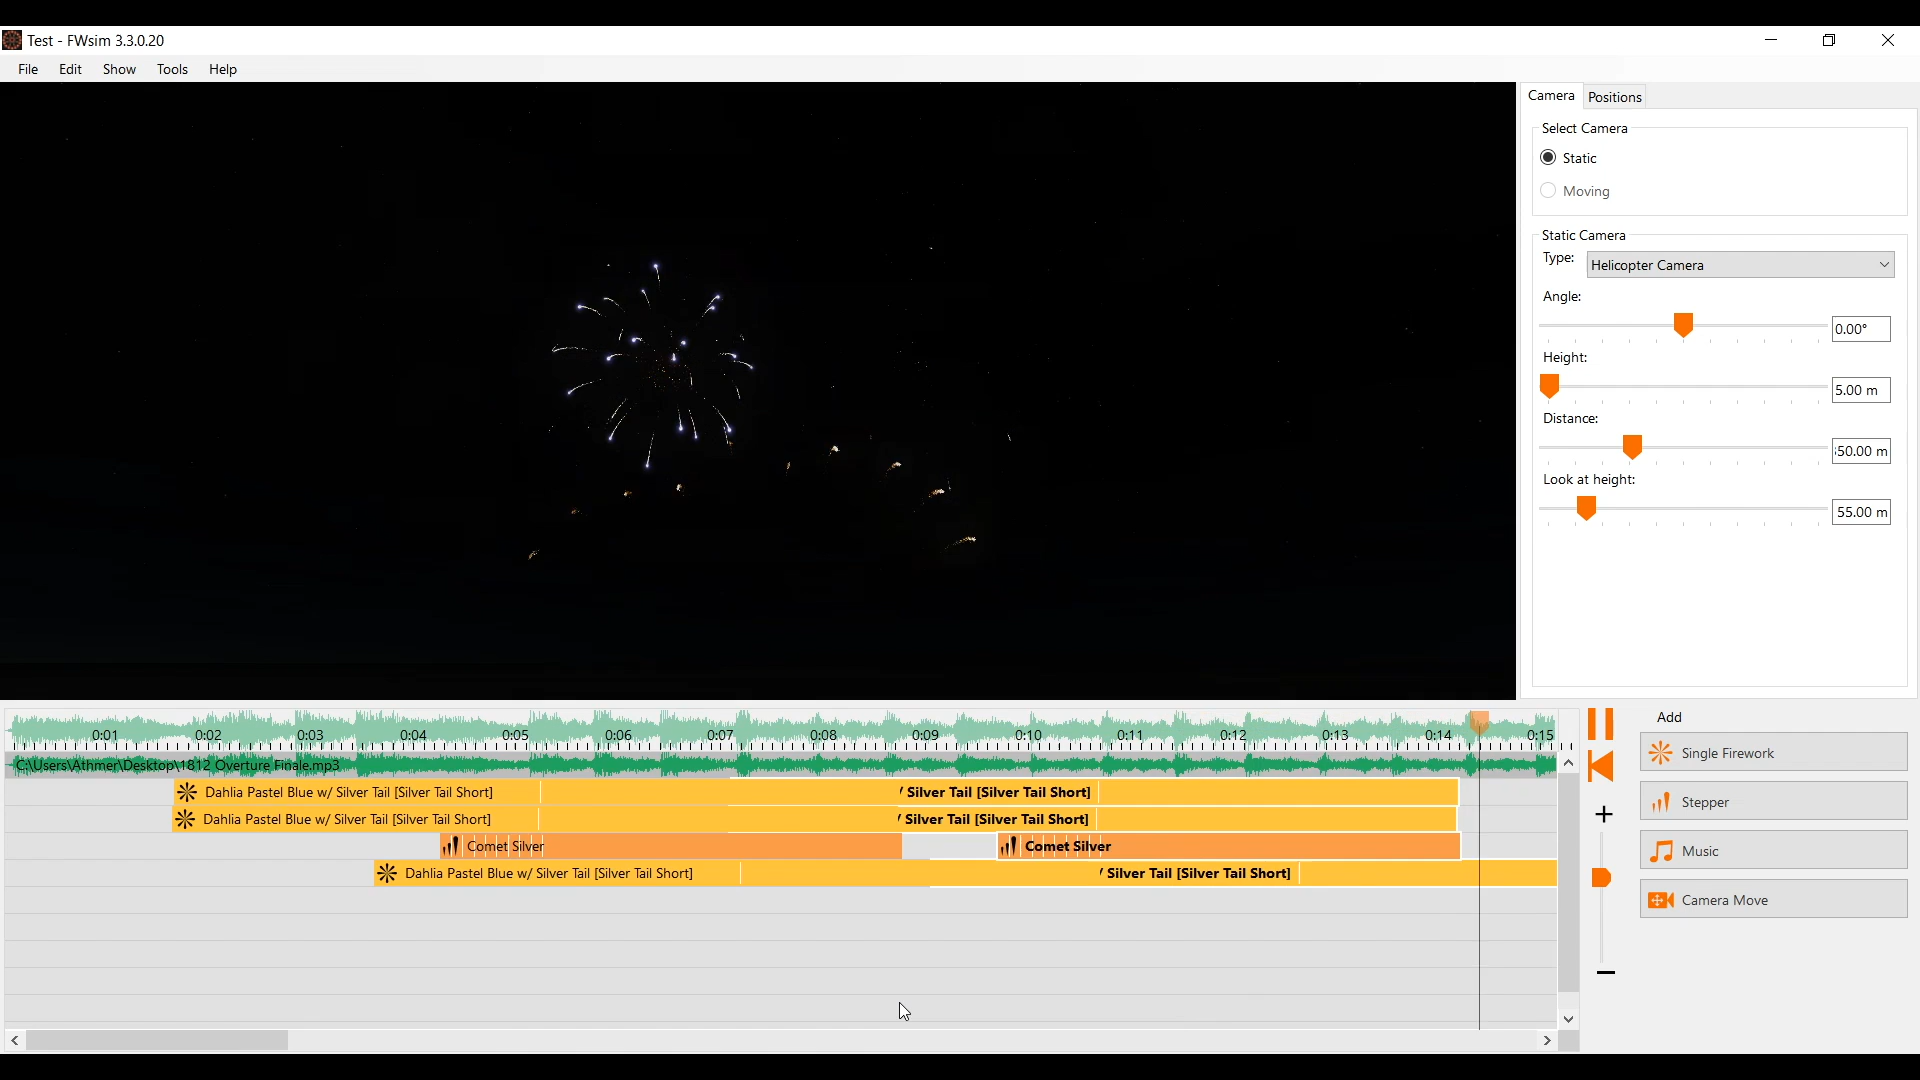 Test - FWsim 3.3.0.20
File Edit Show Tools Help
Camera Positions
Select Camera
Static
Moving
Static Camera
Type: Helicopter Camera
Angle:
0.00°
Height:
5.00 m
Distance:
50.00 m
Look at height:
55.00 m
0:01 0:02 0:03 0:04 0:05 0:06 0:07 0:08 0:09 0:10 0:11 0:12 0:13 0:14 0:15
C:\Users\Athmer\Desktop\1812 Overture Finale.mp3
Dahlia Pastel Blue w/ Silver Tail [Silver Tail Short] / Silver Tail [Silver Tail Short]
Dahlia Pastel Blue w/ Silver Tail [Silver Tail Short] / Silver Tail [Silver Tail Short]
Comet Silver Comet Silver
Dahlia Pastel Blue w/ Silver Tail [Silver Tail Short] / Silver Tail [Silver Tail Short]
Add
Single Firework
Stepper
Music
Camera Move